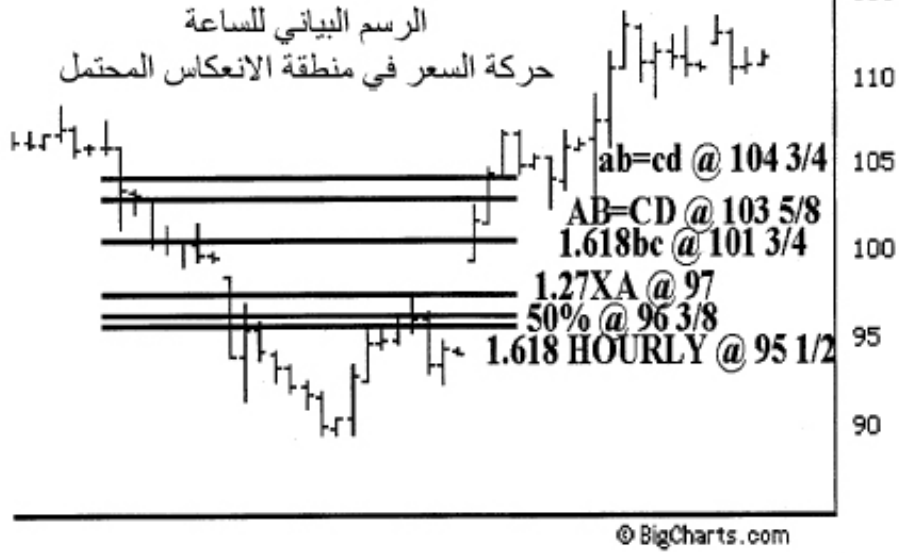 الرسم البياني للساعة
حركة السعر في منطقة الانعكاس المحتمل
110
ab=cd @ 104 3/4
105
AB=CD @ 103 5/8
1.618bc @ 101 3/4
100
1.27XA @ 97
50% @ 96 3/8
95
1.618 HOURLY @ 95 1/2
90
© BigCharts.com